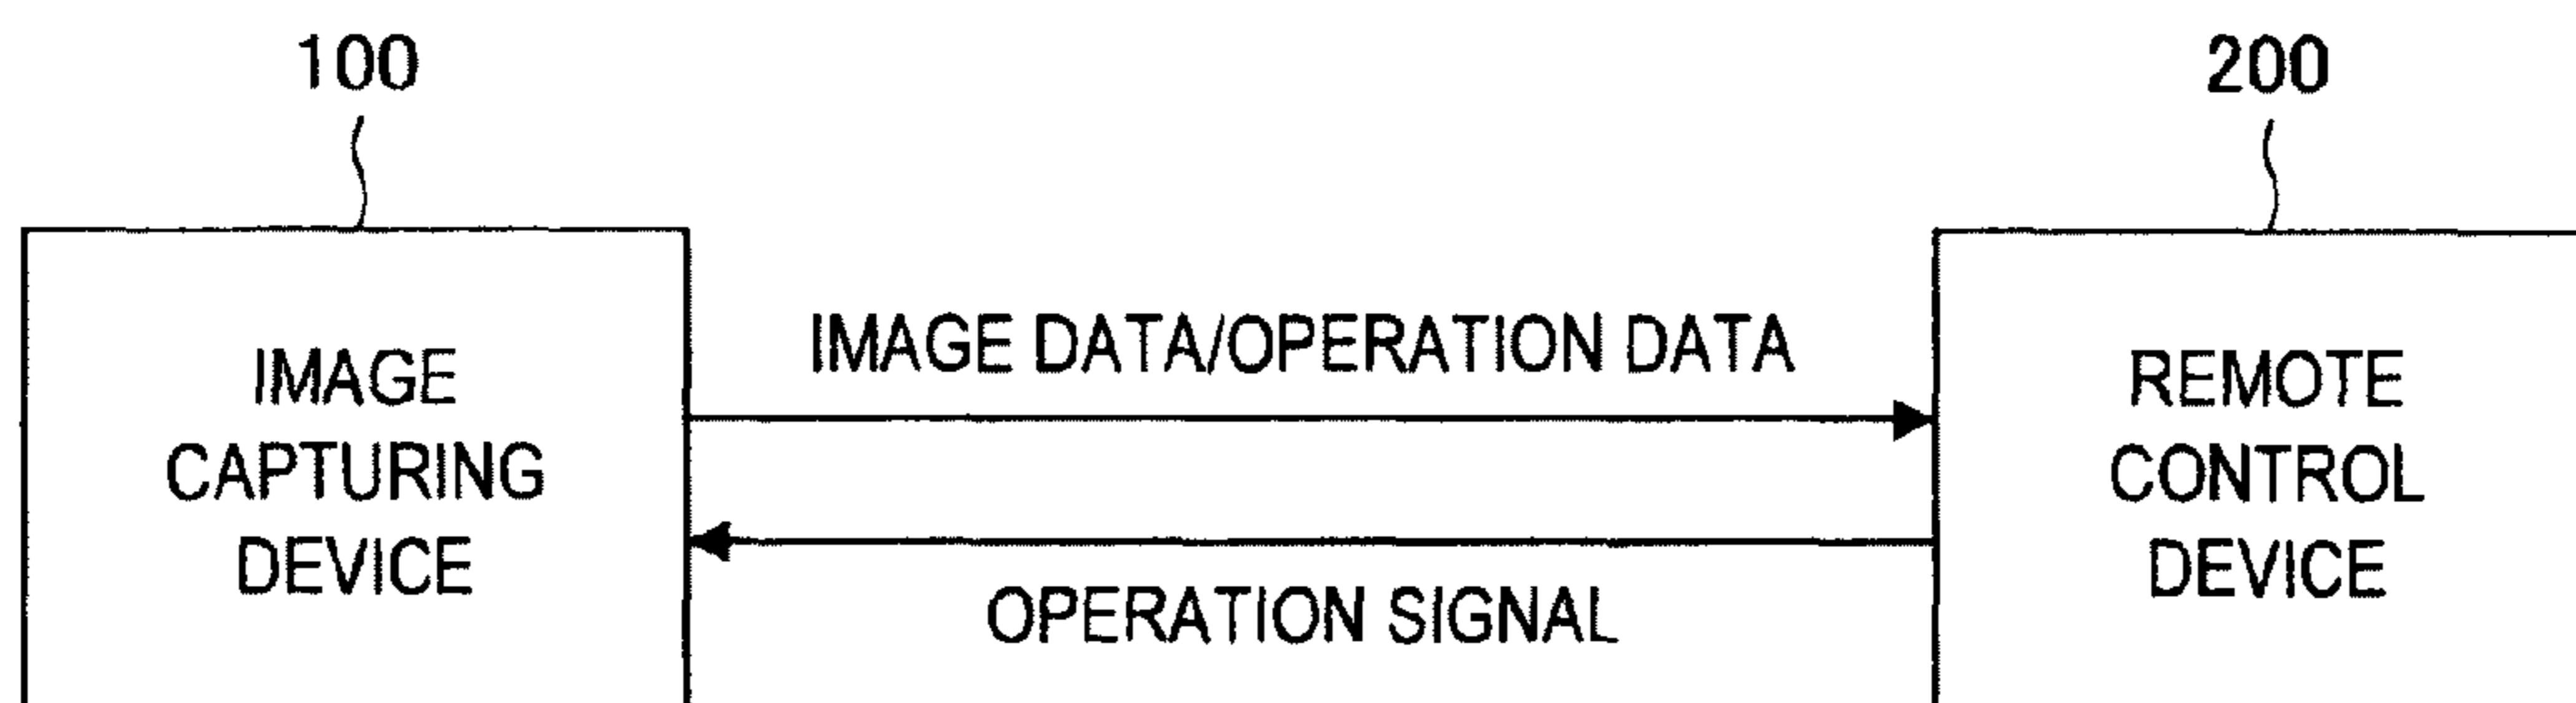 100
200
IMAGE
CAPTURING
DEVICE
IMAGE DATA/OPERATION DATA
OPERATION SIGNAL
REMOTE
CONTROL
DEVICE